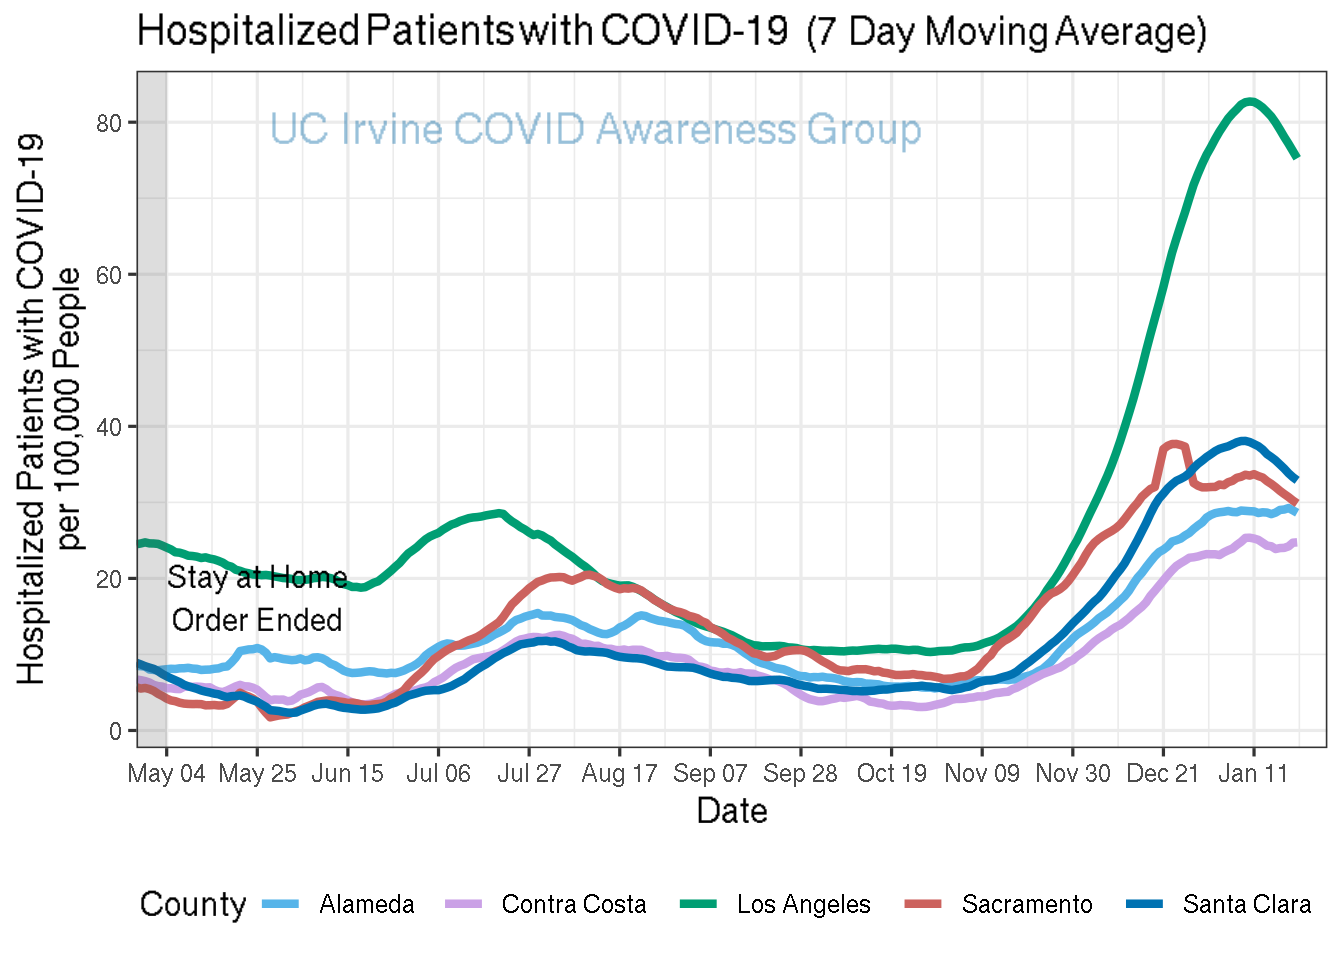 Hospitalized Patients with COVID-19 (7 Day Moving Average)
UC Irvine COVID Awareness Group
Hospitalized Patients with COVID-19
per 100,000 People
80
60
40
20
0
Stay at Home
Order Ended
May 04 May 25 Jun 15 Jul 06 Jul 27 Aug 17 Sep 07 Sep 28 Oct 19 Nov 09 Nov 30 Dec 21 Jan 11
Date
County Alameda Contra Costa Los Angeles Sacramento Santa Clara